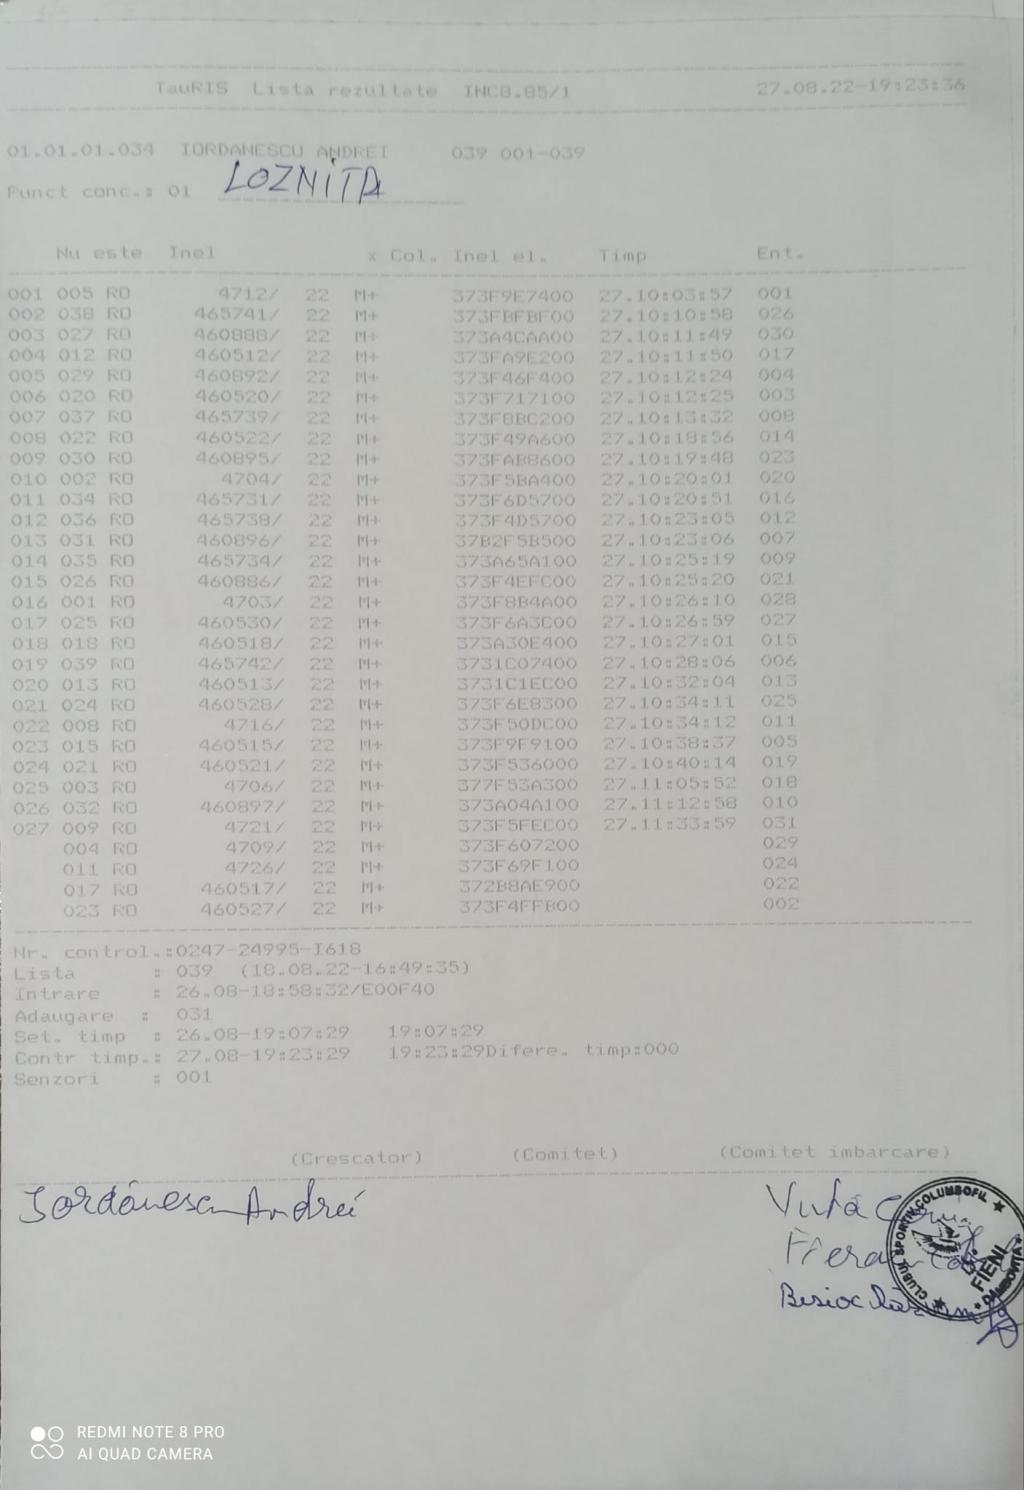 TauRIS Lista rezultate INC8.85/1 27.08.22-19:23:36
01.01.01.034 IORDANESCU ANDREI 039 001-039
Punct conc.: 01 LOZNITA
Nu este Inel x Col. Inel el. Timp Ent.
001 005 RO 4712/ 22 M+ 373F9E7400 27.10:03:57 001
002 038 RO 465741/ 22 M+ 373FBFBF00 27.10:10:58 026
003 027 RO 460888/ 22 M+ 373A4CAA00 27.10:11:49 030
004 012 RO 460512/ 22 M+ 373FA9E200 27.10:11:50 017
005 029 RO 460892/ 22 M+ 373F46F400 27.10:12:24 004
006 020 RO 460520/ 22 M+ 373F717100 27.10:12:25 003
007 037 RO 465739/ 22 M+ 373F8BC200 27.10:13:32 008
008 022 RO 460522/ 22 M+ 373F49A600 27.10:18:56 014
009 030 RO 460895/ 22 M+ 373FAB8600 27.10:19:48 023
010 002 RO 4704/ 22 M+ 373F5BA400 27.10:20:01 020
011 034 RO 465731/ 22 M+ 373F6D5700 27.10:20:51 016
012 036 RO 465738/ 22 M+ 373F4D5700 27.10:23:05 012
013 031 RO 460896/ 22 M+ 37B2F5B500 27.10:23:06 007
014 035 RO 465734/ 22 M+ 373A65A100 27.10:25:19 009
015 026 RO 460886/ 22 M+ 373F4EFC00 27.10:25:20 021
016 001 RO 4703/ 22 M+ 373F8B4A00 27.10:26:10 028
017 025 RO 460530/ 22 M+ 373F6A3C00 27.10:26:59 027
018 018 RO 460518/ 22 M+ 373A30E400 27.10:27:01 015
019 039 RO 465742/ 22 M+ 3731C07400 27.10:28:06 006
020 013 RO 460513/ 22 M+ 3731C1EC00 27.10:32:04 013
021 024 RO 460528/ 22 M+ 373F6E8300 27.10:34:11 025
022 008 RO 4716/ 22 M+ 373F50DC00 27.10:34:12 011
023 015 RO 460515/ 22 M+ 373F9F9100 27.10:38:37 005
024 021 RO 460521/ 22 M+ 373F536000 27.10:40:14 019
025 003 RO 4706/ 22 M+ 377F53A300 27.11:05:52 018
026 032 RO 460897/ 22 M+ 373A04A100 27.11:12:58 010
027 009 RO 4721/ 22 M+ 373F5FEC00 27.11:33:59 031
004 RO 4709/ 22 M+ 373F607200 029
011 RO 4726/ 22 M+ 373F69F100 024
017 RO 460517/ 22 M+ 372B8AE900 022
023 RO 460527/ 22 M+ 373F4FFB00 002
Nr. control.:0247-24995-I618
Lista : 039 (18.08.22-16:49:35)
Intrare : 26.08-18:58:32/E00F40
Adaugare : 031
Set. timp : 26.08-19:07:29 19:07:29
Contr timp.: 27.08-19:23:29 19:23:29Difere. timp:000
Senzori : 001
(Crescator) (Comitet) (Comitet imbarcare)
Iordănescu Andrei
CLUBUL SPORTIV COLUMBOFIL
FIENI
DAMBOVITA
REDMI NOTE 8 PRO
AI QUAD CAMERA